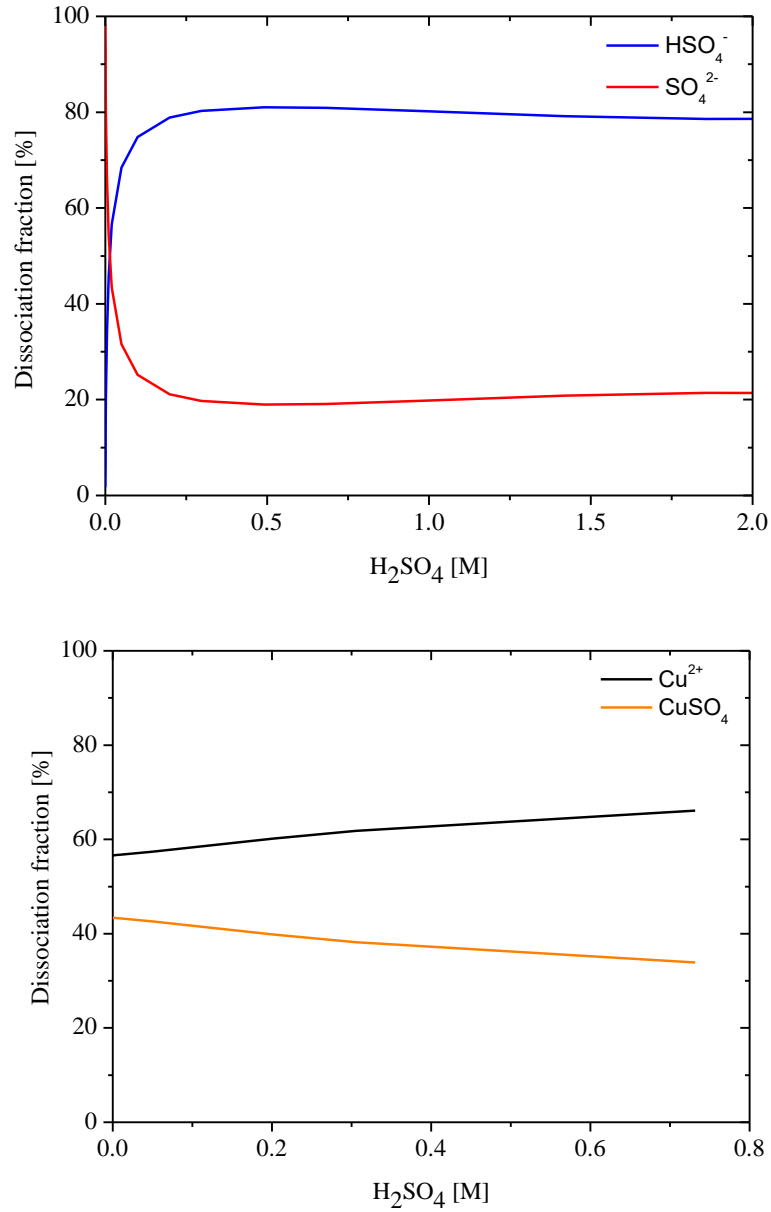 100
80
60
40
20
0
Dissociation fraction [%]
HSO₄⁻
SO₄²⁻
0.0 0.5 1.0 1.5 2.0
H₂SO₄ [M]
100
80
60
40
20
0
Dissociation fraction [%]
Cu²⁺
CuSO₄
0.0 0.2 0.4 0.6 0.8
H₂SO₄ [M]